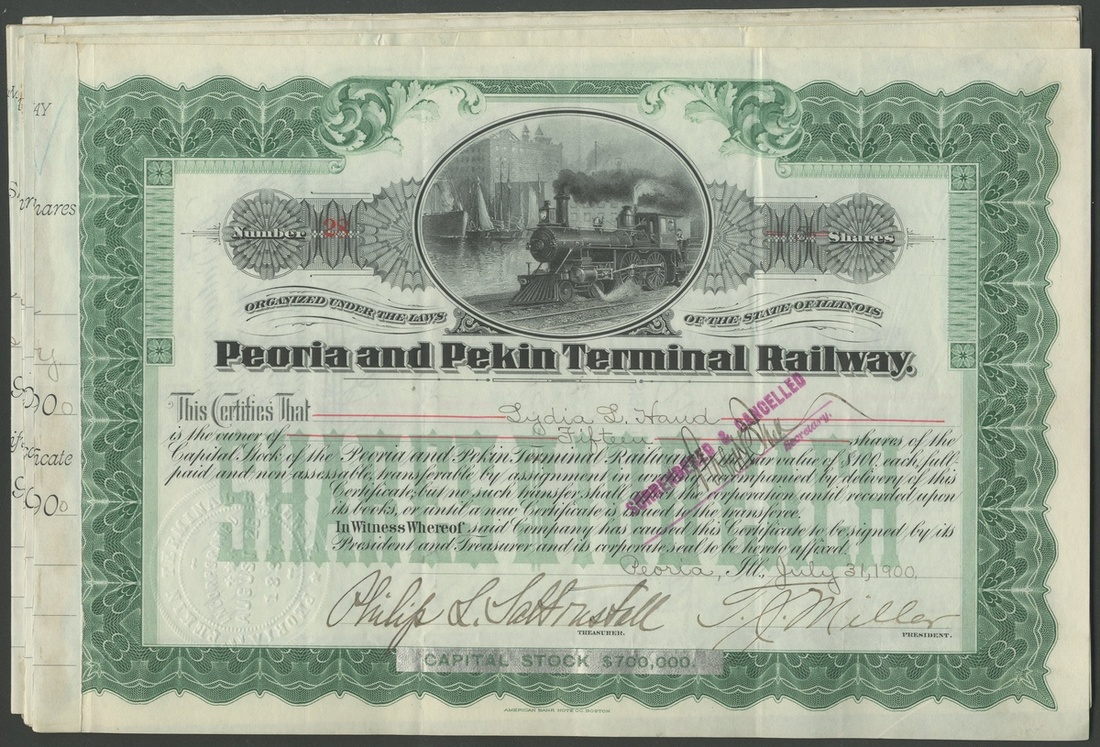 AY
Number 28
15 Shares
hares
ORGANIZED UNDER THE LAWS OF THE STATE OF ILLINOIS
Peoria and Pekin Terminal Railway.
This Certifies That Lydia L. Hand
is the owner of Fifteen shares of the
Capital Stock of the Peoria and Pekin Terminal Railway par value of $100. each, full
paid and non-assessable, transferable by assignment in writing accompanied by delivery of this
Certificate; but no such transfer shall the corporation until recorded upon
its books, or until a new Certificate is issued to the transferee.
In Witness Whereof, said Company has caused this Certificate to be signed by its
President and Treasurer and its corporate seal to be hereto affixed.
SURRENDERED & CANCELLED
Secretary.
Peoria, Ill., July 31, 1900.
Philip L. Saltonstall
TREASURER.
T. J. Miller
PRESIDENT.
CAPITAL STOCK $700,000.
AMERICAN BANK NOTE CO. BOSTON